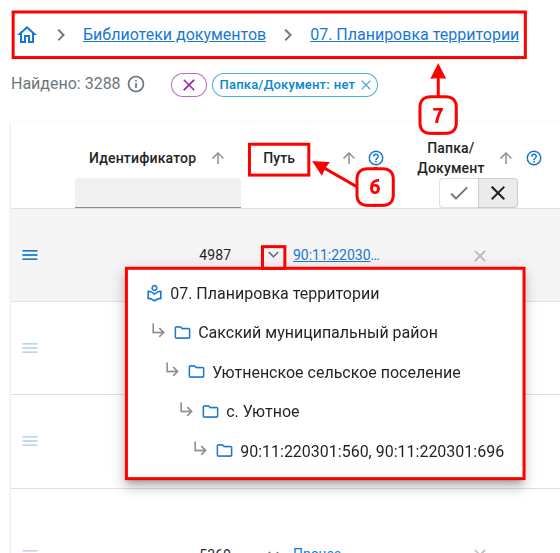 Библиотеки документов 07. Планировка территории
Найдено: 3288 Папка/Документ: нет
7
Идентификатор Путь Папка/
Документ
6
4987 90:11:22030...
07. Планировка территории
Сакский муниципальный район
Уютненское сельское поселение
с. Уютное
90:11:220301:560, 90:11:220301:696